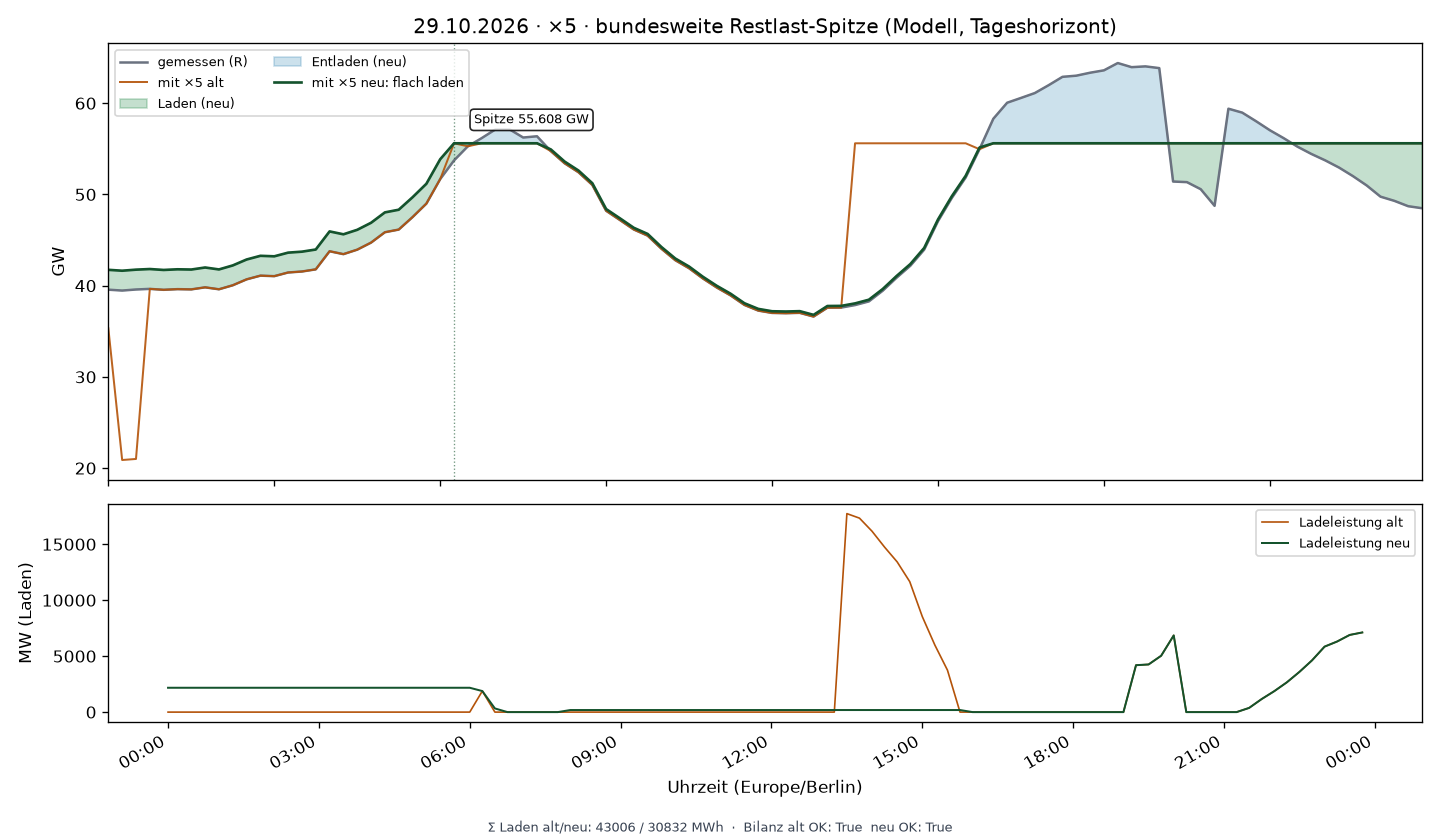 29.10.2026 · ×5 · bundesweite Restlast-Spitze (Modell, Tageshorizont)
gemessen (R)
mit ×5 alt
Laden (neu)
Entladen (neu)
mit ×5 neu: flach laden
Spitze 55.608 GW
GW
60
50
40
30
20
Ladeleistung alt
Ladeleistung neu
MW (Laden)
15000
10000
5000
0
00:00
03:00
06:00
09:00
12:00
15:00
18:00
21:00
00:00
Uhrzeit (Europe/Berlin)
Σ Laden alt/neu: 43006 / 30832 MWh · Bilanz alt OK: True neu OK: True